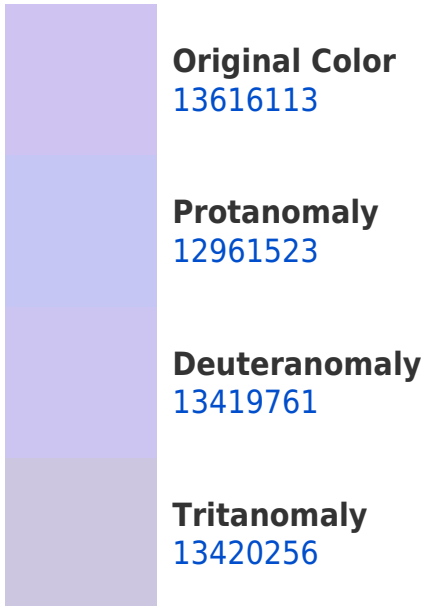 Original Color
13616113
Protanomaly
12961523
Deuteranomaly
13419761
Tritanomaly
13420256